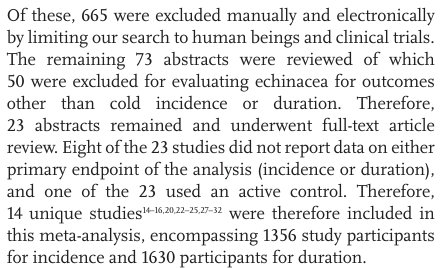 Of these, 665 were excluded manually and electronically
by limiting our search to human beings and clinical trials.
The remaining 73 abstracts were reviewed of which
50 were excluded for evaluating echinacea for outcomes
other than cold incidence or duration. Therefore,
23 abstracts remained and underwent full-text article
review. Eight of the 23 studies did not report data on either
primary endpoint of the analysis (incidence or duration),
and one of the 23 used an active control. Therefore,
14 unique studies14–16,20,22–25,27–32 were therefore included in
this meta-analysis, encompassing 1356 study participants
for incidence and 1630 participants for duration.